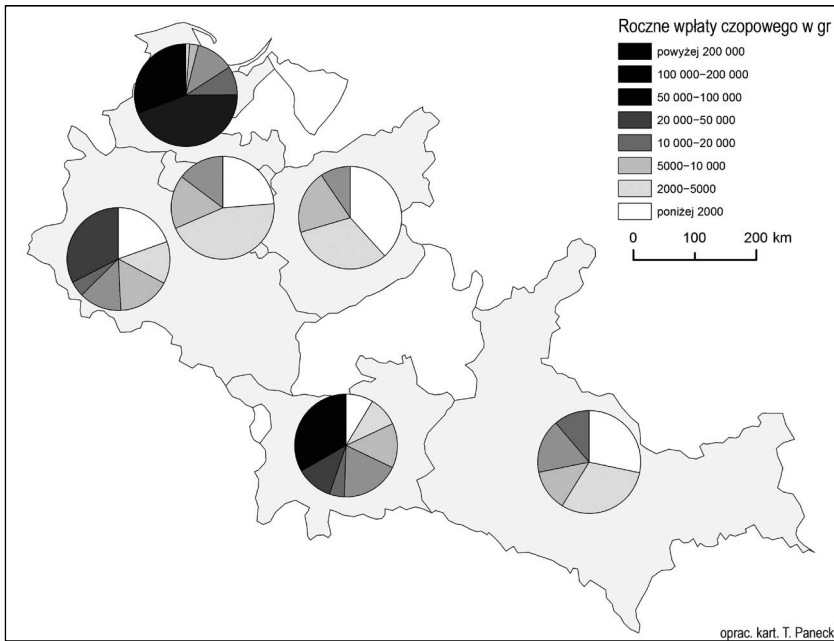 Roczne wpłaty czopowego w gr
powyżej 200 000
100 000–200 000
50 000–100 000
20 000–50 000
10 000–20 000
5000–10 000
2000–5000
poniżej 2000
0 100 200 km
oprac. kart. T. Paneck